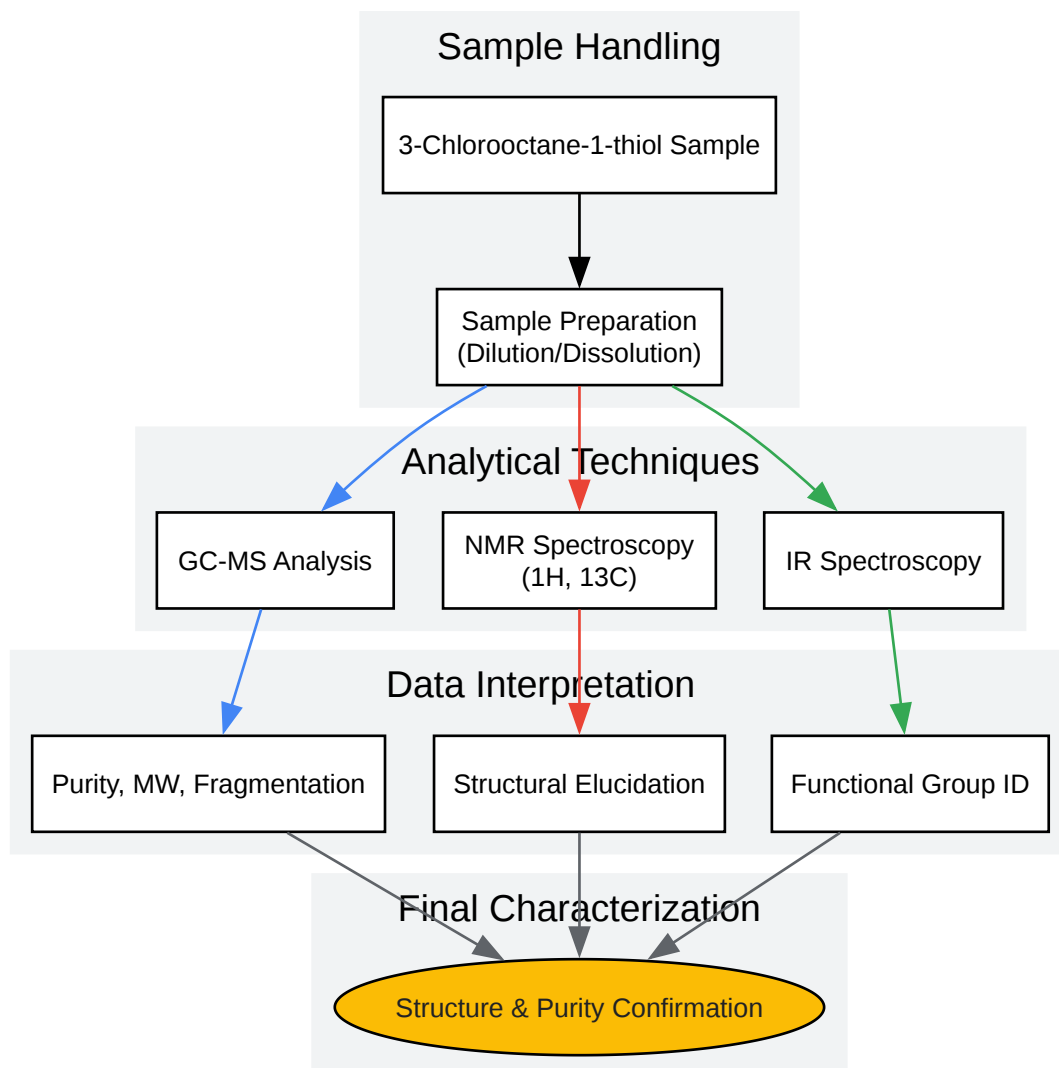 Sample Handling
3-Chlorooctane-1-thiol Sample
Sample Preparation
(Dilution/Dissolution)
Analytical Techniques
GC-MS Analysis
NMR Spectroscopy
(1H, 13C)
IR Spectroscopy
Data Interpretation
Purity, MW, Fragmentation
Structural Elucidation
Functional Group ID
Final Characterization
Structure & Purity Confirmation